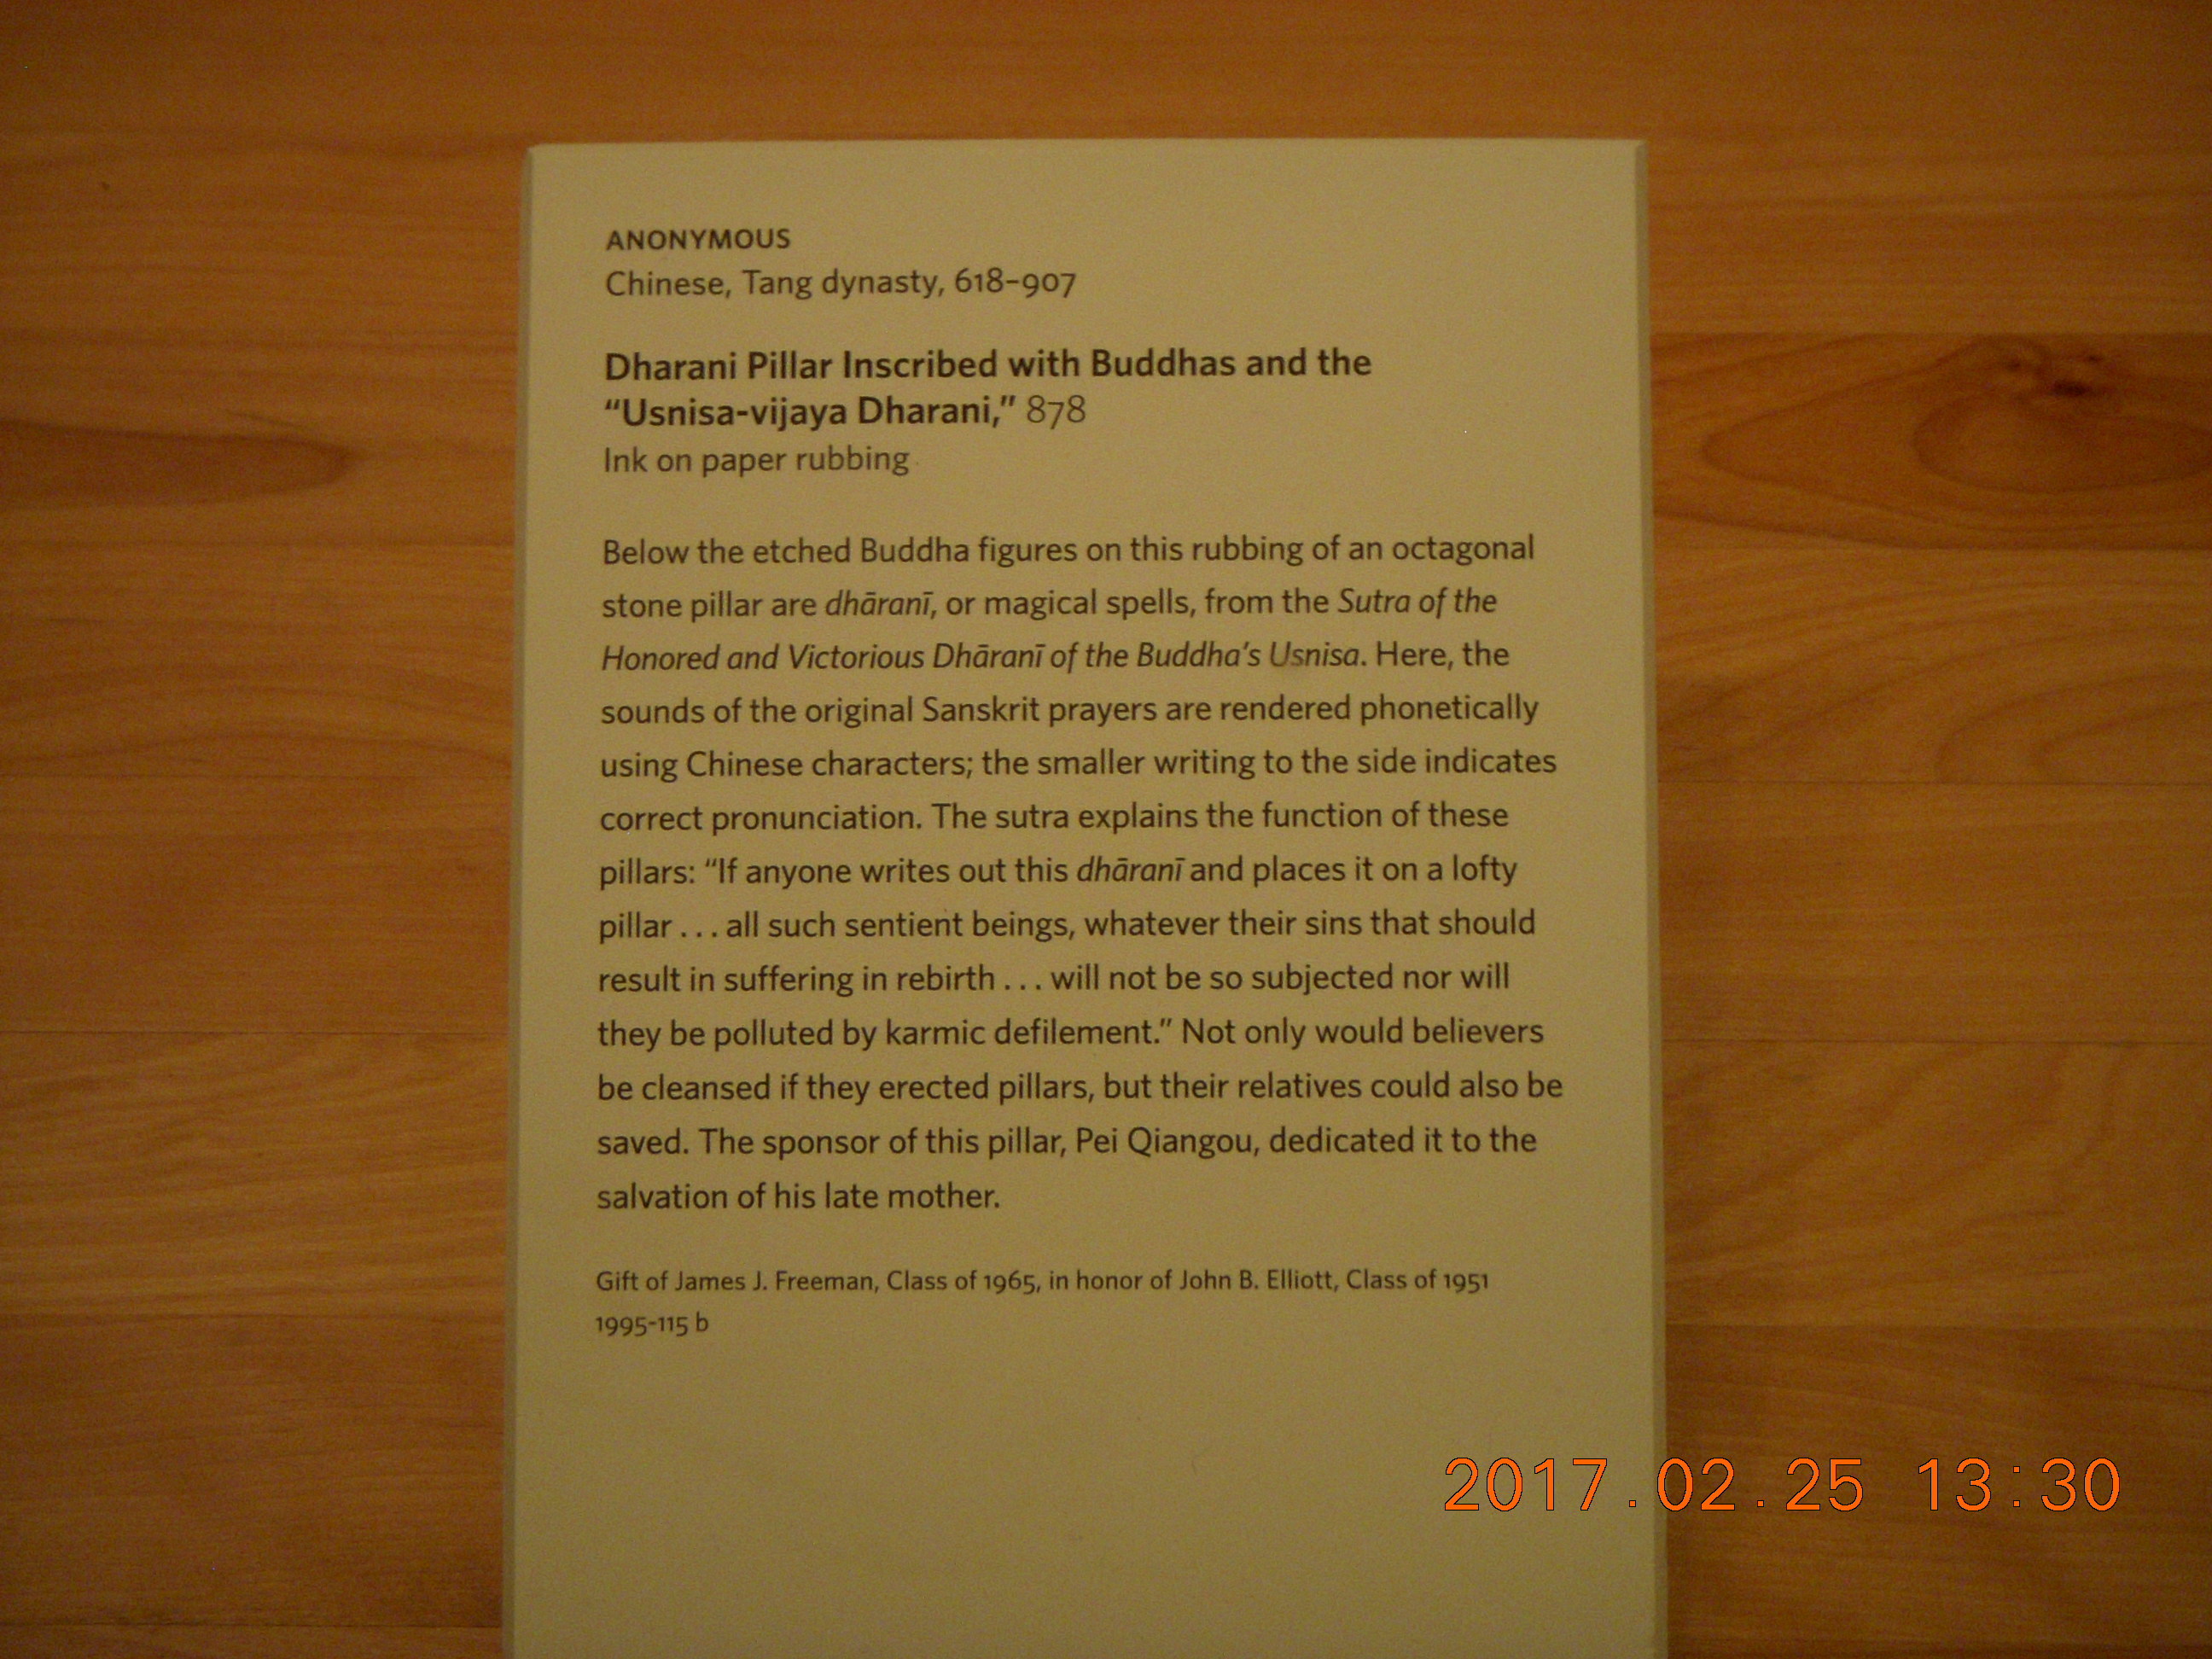 ANONYMOUS
Chinese, Tang dynasty, 618–907
Dharani Pillar Inscribed with Buddhas and the
“Usnisa-vijaya Dharani,” 878
Ink on paper rubbing
Below the etched Buddha figures on this rubbing of an octagonal
stone pillar are dhāranī, or magical spells, from the Sutra of the
Honored and Victorious Dhāranī of the Buddha’s Usnisa. Here, the
sounds of the original Sanskrit prayers are rendered phonetically
using Chinese characters; the smaller writing to the side indicates
correct pronunciation. The sutra explains the function of these
pillars: “If anyone writes out this dhāranī and places it on a lofty
pillar . . . all such sentient beings, whatever their sins that should
result in suffering in rebirth . . . will not be so subjected nor will
they be polluted by karmic defilement.” Not only would believers
be cleansed if they erected pillars, but their relatives could also be
saved. The sponsor of this pillar, Pei Qiangou, dedicated it to the
salvation of his late mother.
Gift of James J. Freeman, Class of 1965, in honor of John B. Elliott, Class of 1951
1995-115 b
2017.02.25 13:30